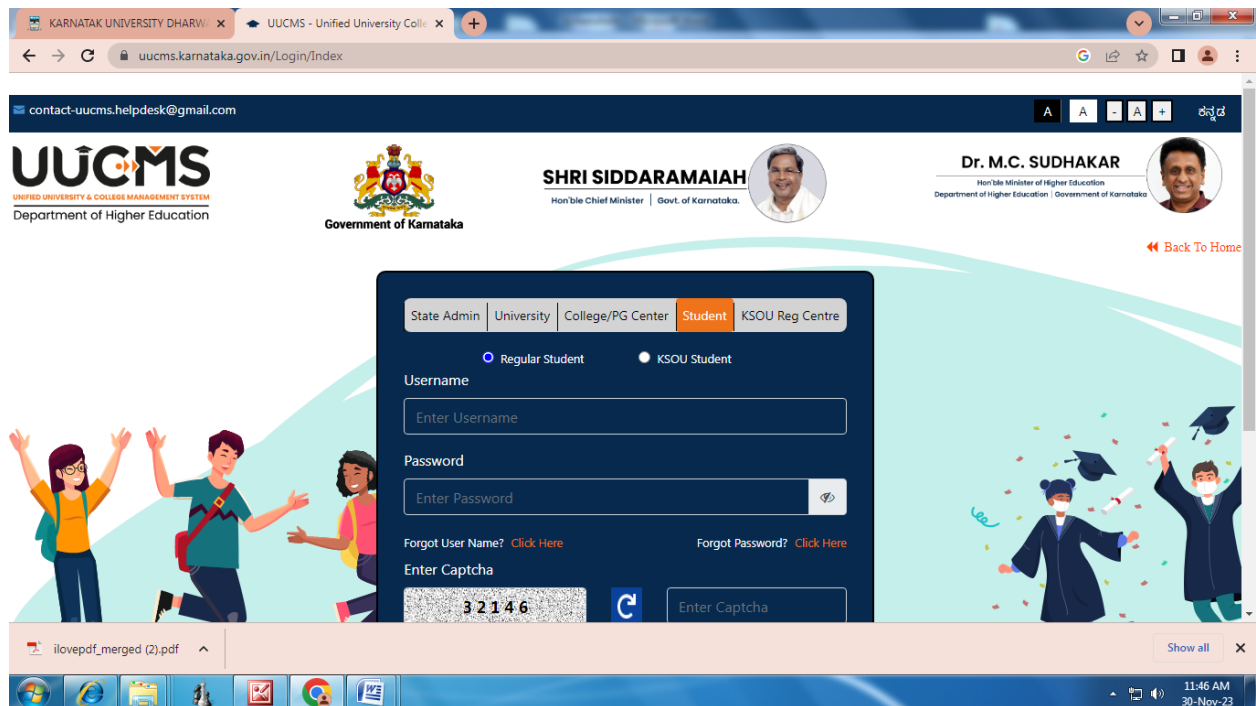 KARNATAK UNIVERSITY DHARW
UUCMS - Unified University Colle
uucms.karnataka.gov.in/Login/Index
contact-uucms.helpdesk@gmail.com
A A - A + ಕನ್ನಡ
UUCMS
UNIFIED UNIVERSITY & COLLEGE MANAGEMENT SYSTEM
Department of Higher Education
Government of Karnataka
SHRI SIDDARAMAIAH
Hon'ble Chief Minister | Govt. of Karnataka.
Dr. M.C. SUDHAKAR
Hon'ble Minister of Higher Education
Department of Higher Education | Government of Karnataka
Back To Home
State Admin University College/PG Center Student KSOU Reg Centre
Regular Student KSOU Student
Username
Enter Username
Password
Enter Password
Forgot User Name? Click Here Forgot Password? Click Here
Enter Captcha
32146 Enter Captcha
ilovepdf_merged (2).pdf Show all
11:46 AM
30-Nov-23